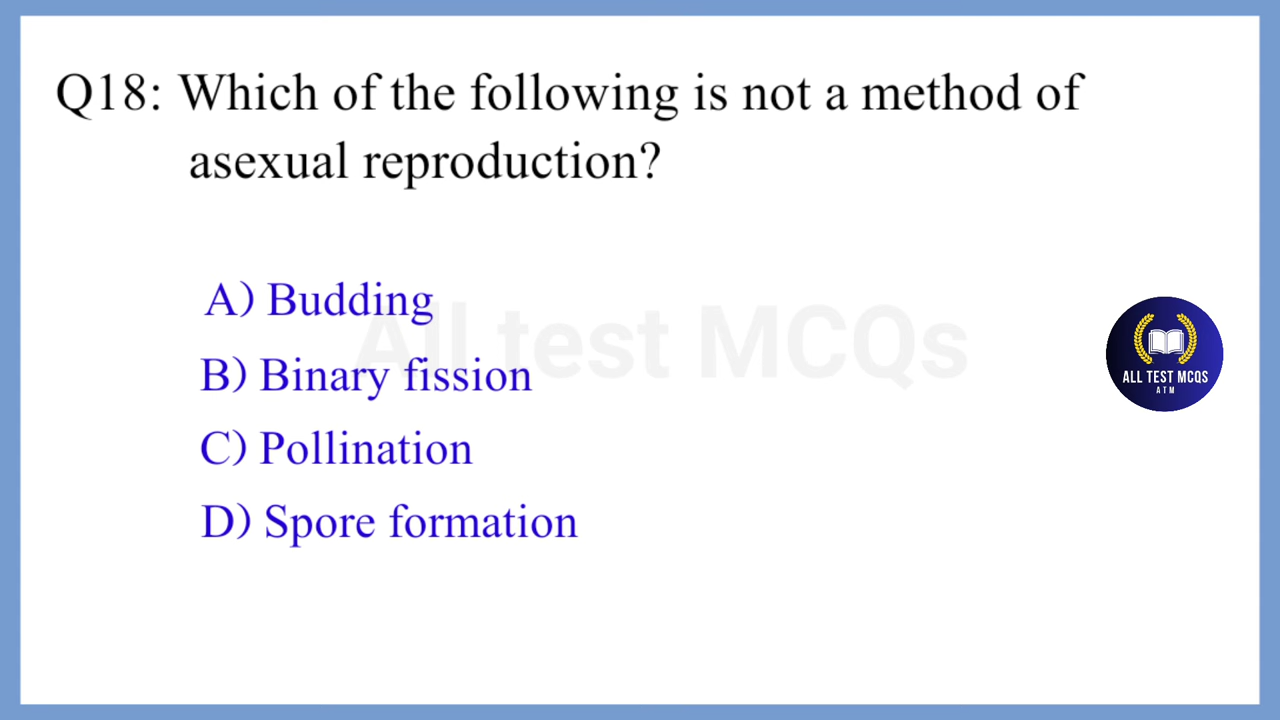 Q18: Which of the following is not a method of
asexual reproduction?
A) Budding
All test MCQs
B) Binary fission
ALL TEST MCQS
ATM
C) Pollination
D) Spore formation